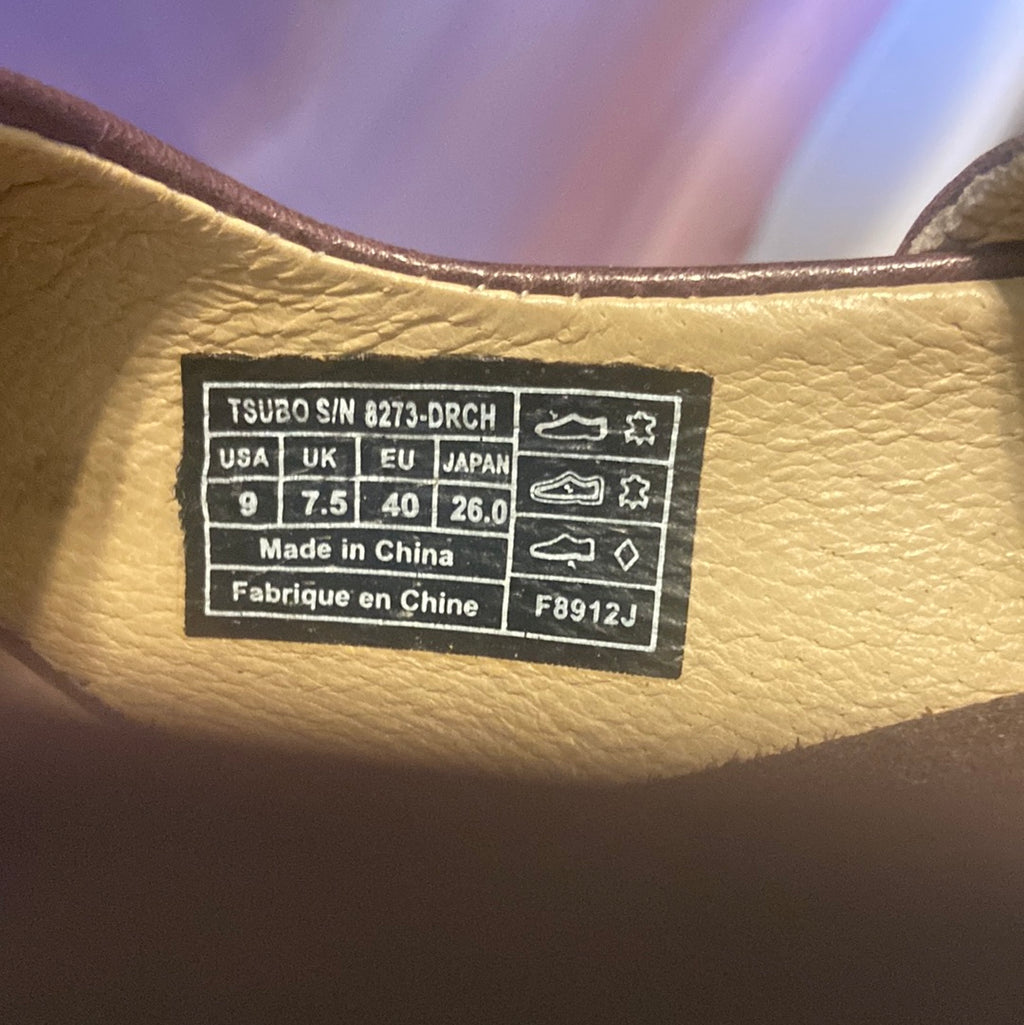 TSUBO S/N 8273-DRCH
USA UK EU JAPAN
9 7.5 40 26.0
Made in China
Fabrique en Chine
F8912J